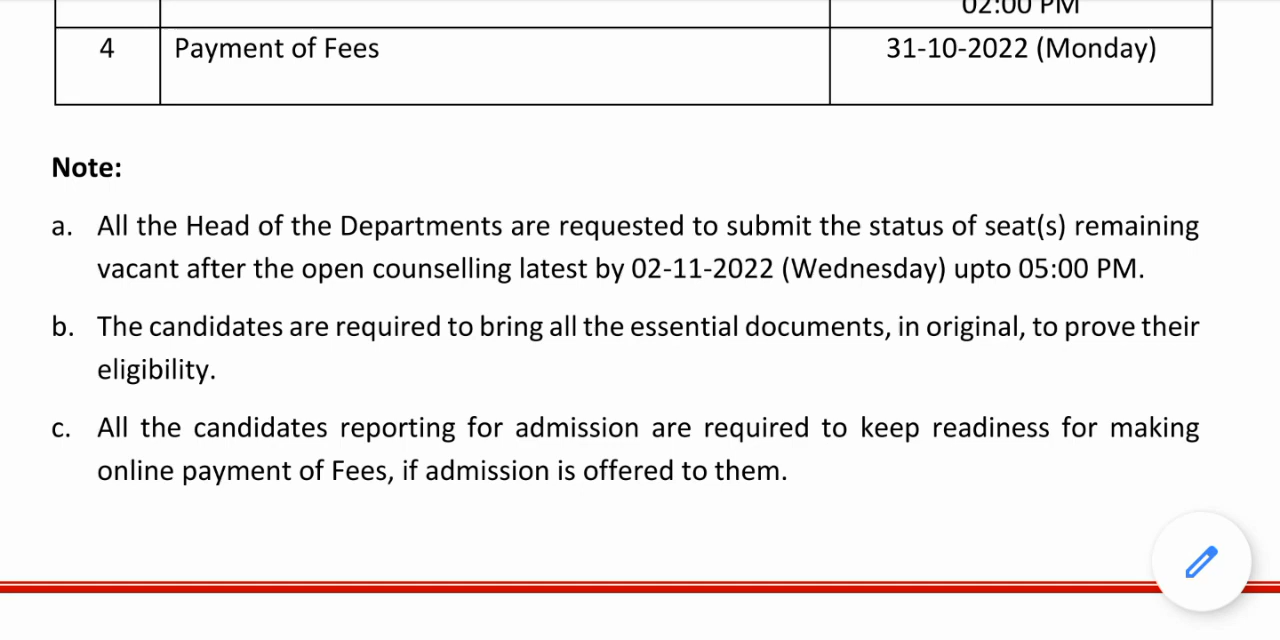 02:00 PM
4 Payment of Fees 31-10-2022 (Monday)
Note:
a. All the Head of the Departments are requested to submit the status of seat(s) remaining
vacant after the open counselling latest by 02-11-2022 (Wednesday) upto 05:00 PM.
b. The candidates are required to bring all the essential documents, in original, to prove their
eligibility.
c. All the candidates reporting for admission are required to keep readiness for making
online payment of Fees, if admission is offered to them.